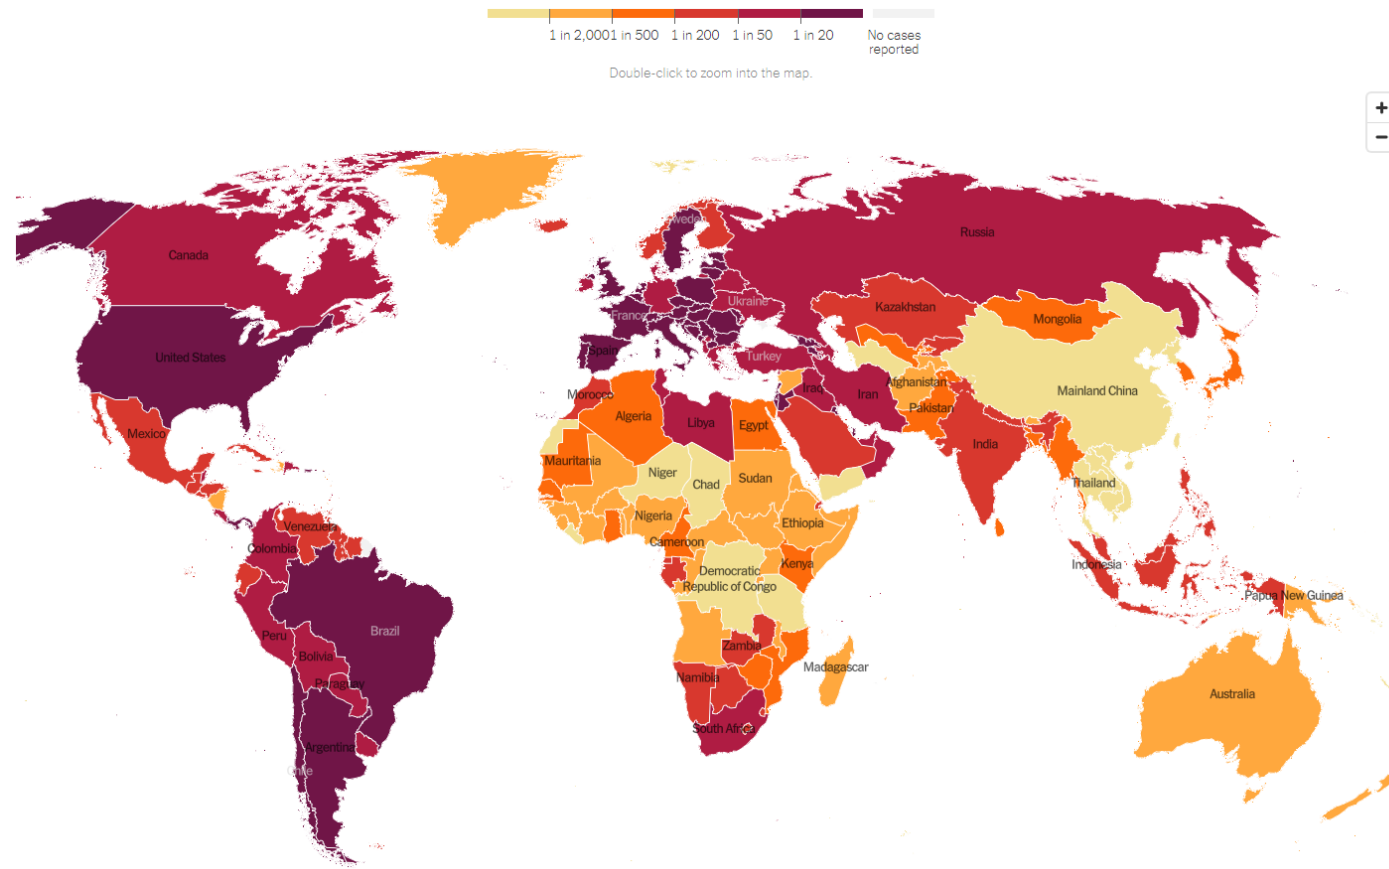 1 in 2,000 1 in 500 1 in 200 1 in 50 1 in 20 No cases
reported
Double-click to zoom into the map.
+
−
Sweden
Russia
Canada
Ukraine
Kazakhstan
France
Mongolia
Spain
United States
Turkey
Afghanistan
Mainland China
Iraq
Iran
Morocco
Pakistan
Algeria
Libya
Egypt
Mexico
India
Mauritania
Niger
Chad
Sudan
Thailand
Nigeria
Ethiopia
Venezuela
Cameroon
Colombia
Kenya
Indonesia
Democratic
Republic of Congo
Papua New Guinea
Brazil
Peru
Zambia
Bolivia
Madagascar
Namibia
Paraguay
Australia
South Africa
Argentina
Chile